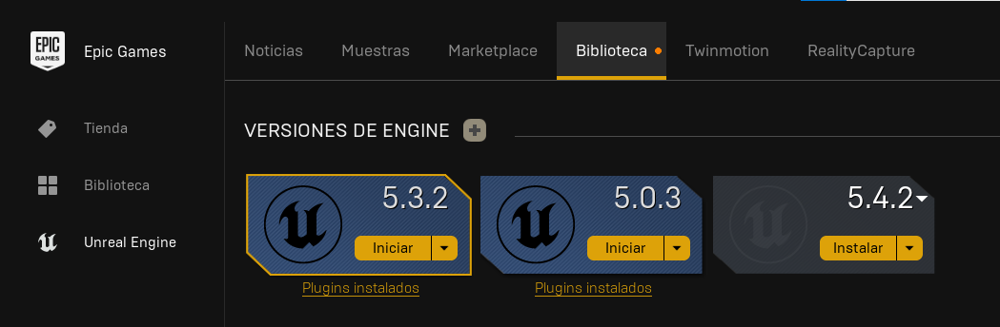 EPIC GAMES
Epic Games
Noticias Muestras Marketplace Biblioteca Twinmotion RealityCapture
Tienda
Biblioteca
Unreal Engine
VERSIONES DE ENGINE
5.3.2
Iniciar
Plugins instalados
5.0.3
Iniciar
Plugins instalados
5.4.2
Instalar